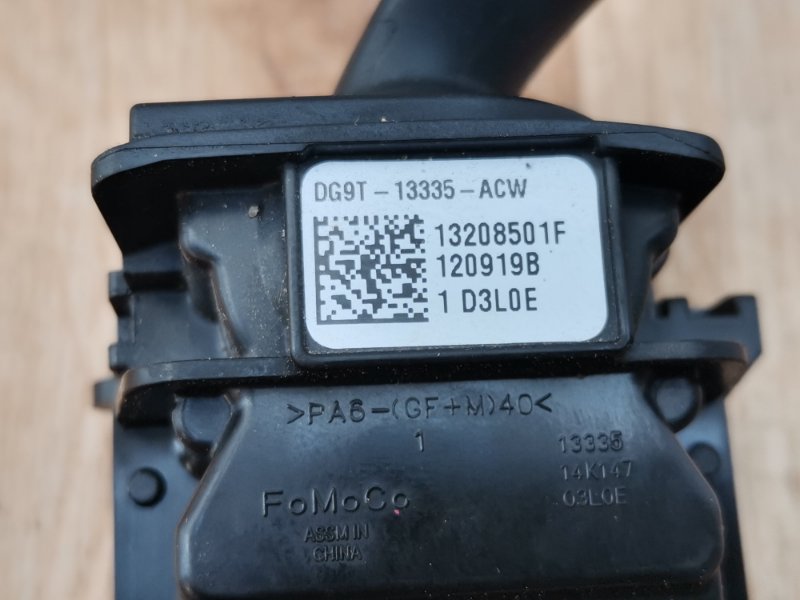 DG9T-13335-ACW
13208501F
120919B
1 D3L0E
>PA6-(GF+M)40<
1
13335
14K147
03L0E
FoMoCo
ASSM IN
CHINA